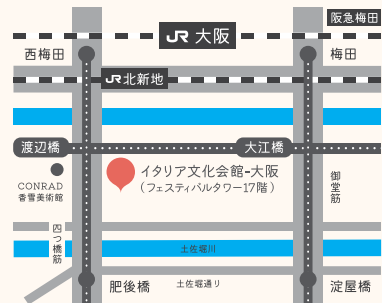 阪急梅田
JR 大阪
西梅田
梅田
JR北新地
渡辺橋
大江橋
CONRAD
香雪美術館
イタリア文化会館-大阪
(フェスティバルタワー17階)
御堂筋
四つ橋筋
土佐堀川
肥後橋
土佐堀通り
淀屋橋